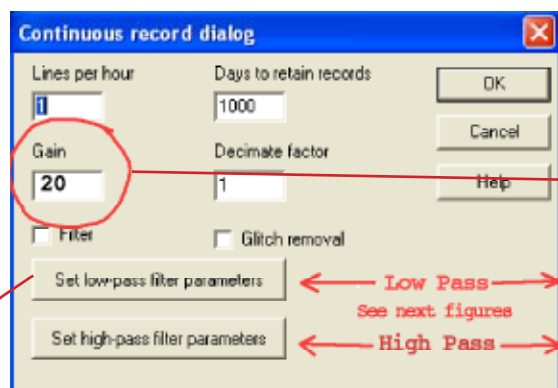 Continuous record dialog
Lines per hour
Days to retain records
OK
1
1000
Cancel
Gain
Decimate factor
20
1
Help
Filter
Glitch removal
Set low-pass filter parameters
Low Pass
See next figures
Set high-pass filter parameters
High Pass